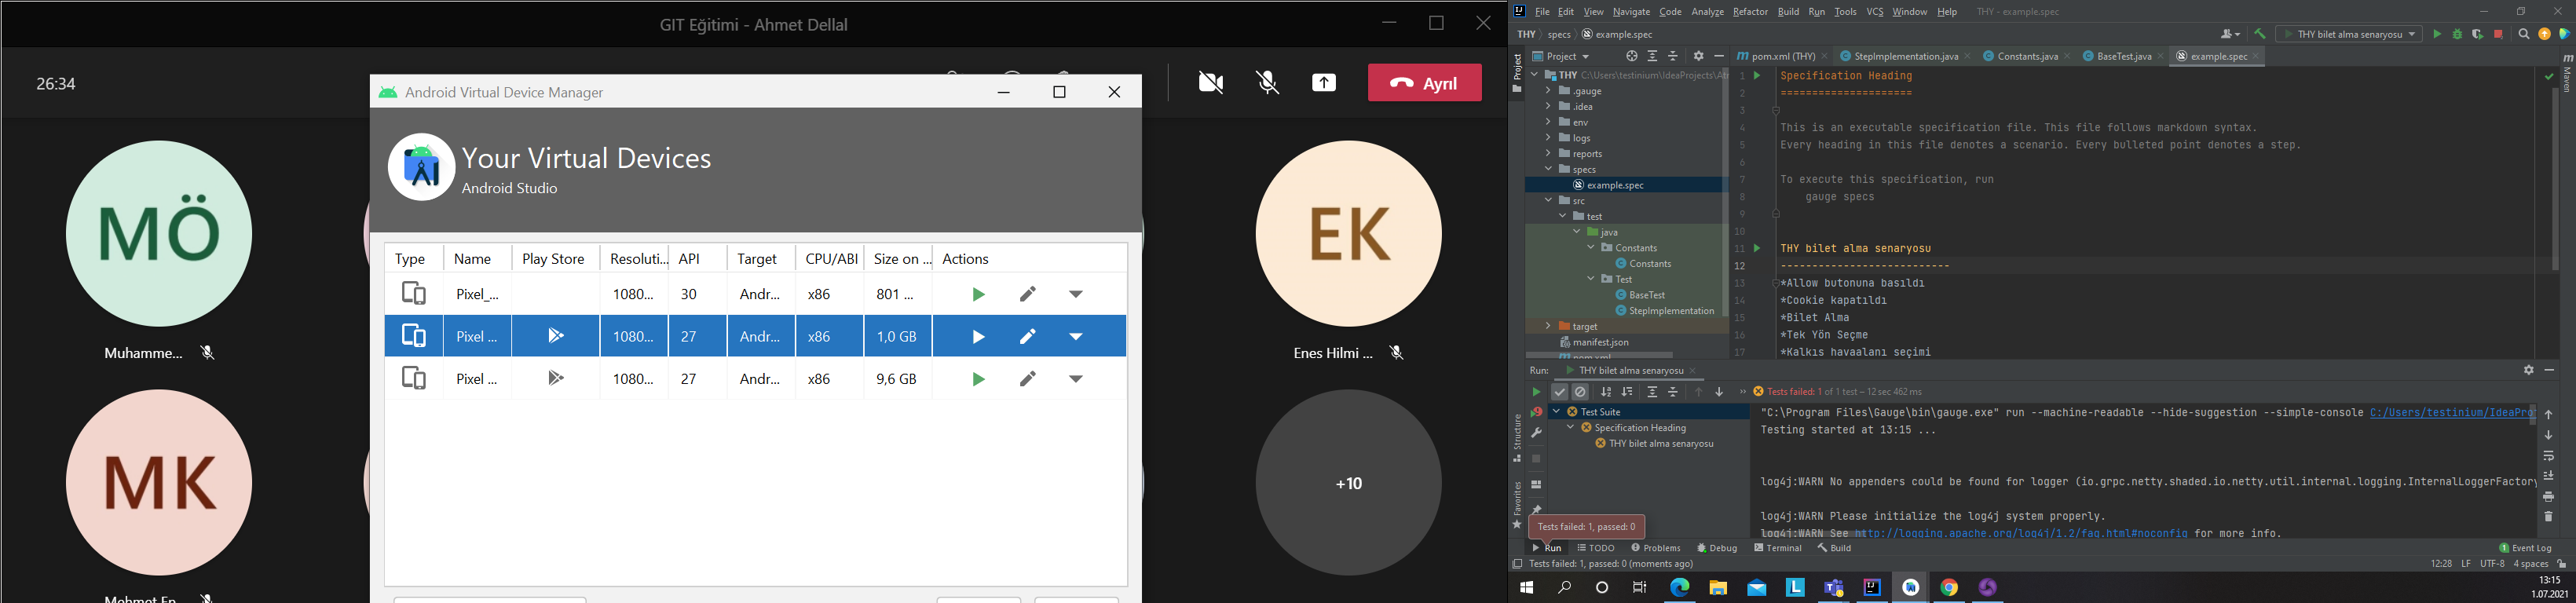 GIT Eğitimi - Ahmet Dellal
26:34
Ayrıl
MÖ
Muhamme...
MK
EK
Enes Hilmi ...
+10
Android Virtual Device Manager
Your Virtual Devices
Android Studio
Type Name Play Store Resoluti... API Target CPU/ABI Size on ... Actions
Pixel_... 1080... 30 Andr... x86 801 ...
Pixel ... 1080... 27 Andr... x86 1,0 GB
Pixel ... 1080... 27 Andr... x86 9,6 GB
File Edit View Navigate Code Analyze Refactor Build Run Tools VCS Window Help THY - example.spec
THY specs example.spec
THY bilet alma senaryosu
Project
pom.xml (THY) StepImplementation.java Constants.java BaseTest.java example.spec
Project
Maven
THY C:\Users\testinium\IdeaProjects\At
.gauge
.idea
env
logs
reports
specs
example.spec
src
test
java
Constants
Constants
Test
BaseTest
StepImplementation
target
manifest.json
pom.xml
1 Specification Heading
2 =====================
3
4 This is an executable specification file. This file follows markdown syntax.
5 Every heading in this file denotes a scenario. Every bulleted point denotes a step.
6
7 To execute this specification, run
8 gauge specs
9
10
11 THY bilet alma senaryosu
12 ---------------------------
13 *Allow butonuna basıldı
14 *Cookie kapatıldı
15 *Bilet Alma
16 *Tek Yön Seçme
17 *Kalkış havaalanı seçimi
Run: THY bilet alma senaryosu
Tests failed: 1 of 1 test – 12 sec 462 ms
Test Suite
Specification Heading
THY bilet alma senaryosu
"C:\Program Files\Gauge\bin\gauge.exe" run --machine-readable --hide-suggestion --simple-console C:/Users/testinium/IdeaPro
Testing started at 13:15 ...
log4j:WARN No appenders could be found for logger (io.grpc.netty.shaded.io.netty.util.internal.logging.InternalLoggerFactory
log4j:WARN Please initialize the log4j system properly.
log4j:WARN See http://logging.apache.org/log4j/1.2/faq.html#noconfig for more info.
Structure
Favorites
Tests failed: 1, passed: 0
Run TODO Problems Debug Terminal Build
1 Event Log
Tests failed: 1, passed: 0 (moments ago)
12:28 LF UTF-8 4 spaces
13:15
1.07.2021